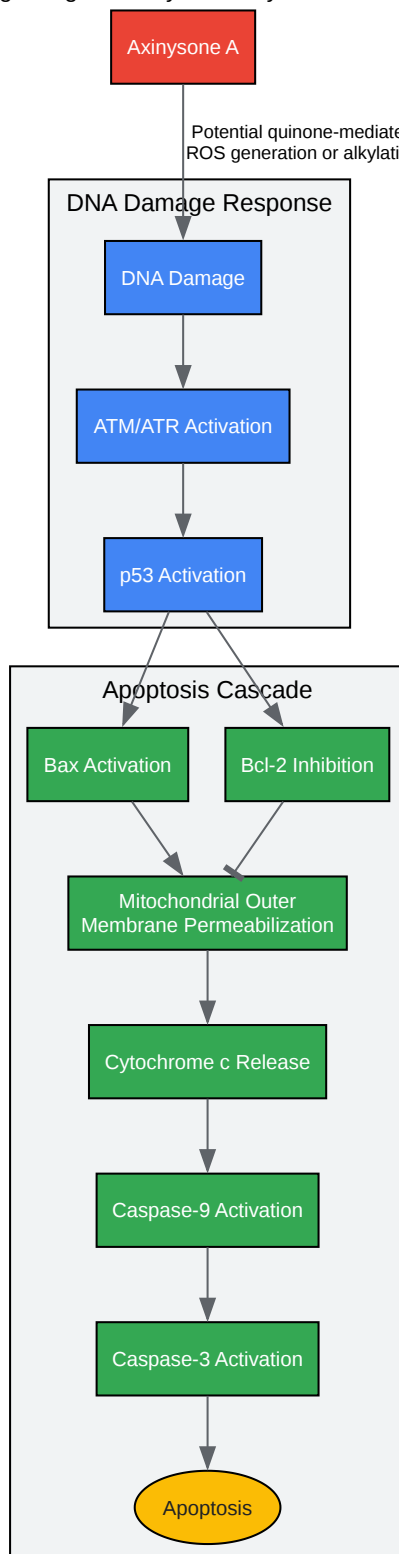 Axinysone A
Potential quinone-mediate
ROS generation or alkylati
DNA Damage Response
DNA Damage
ATM/ATR Activation
p53 Activation
Apoptosis Cascade
Bax Activation
Bcl-2 Inhibition
Mitochondrial Outer
Membrane Permeabilization
Cytochrome c Release
Caspase-9 Activation
Caspase-3 Activation
Apoptosis